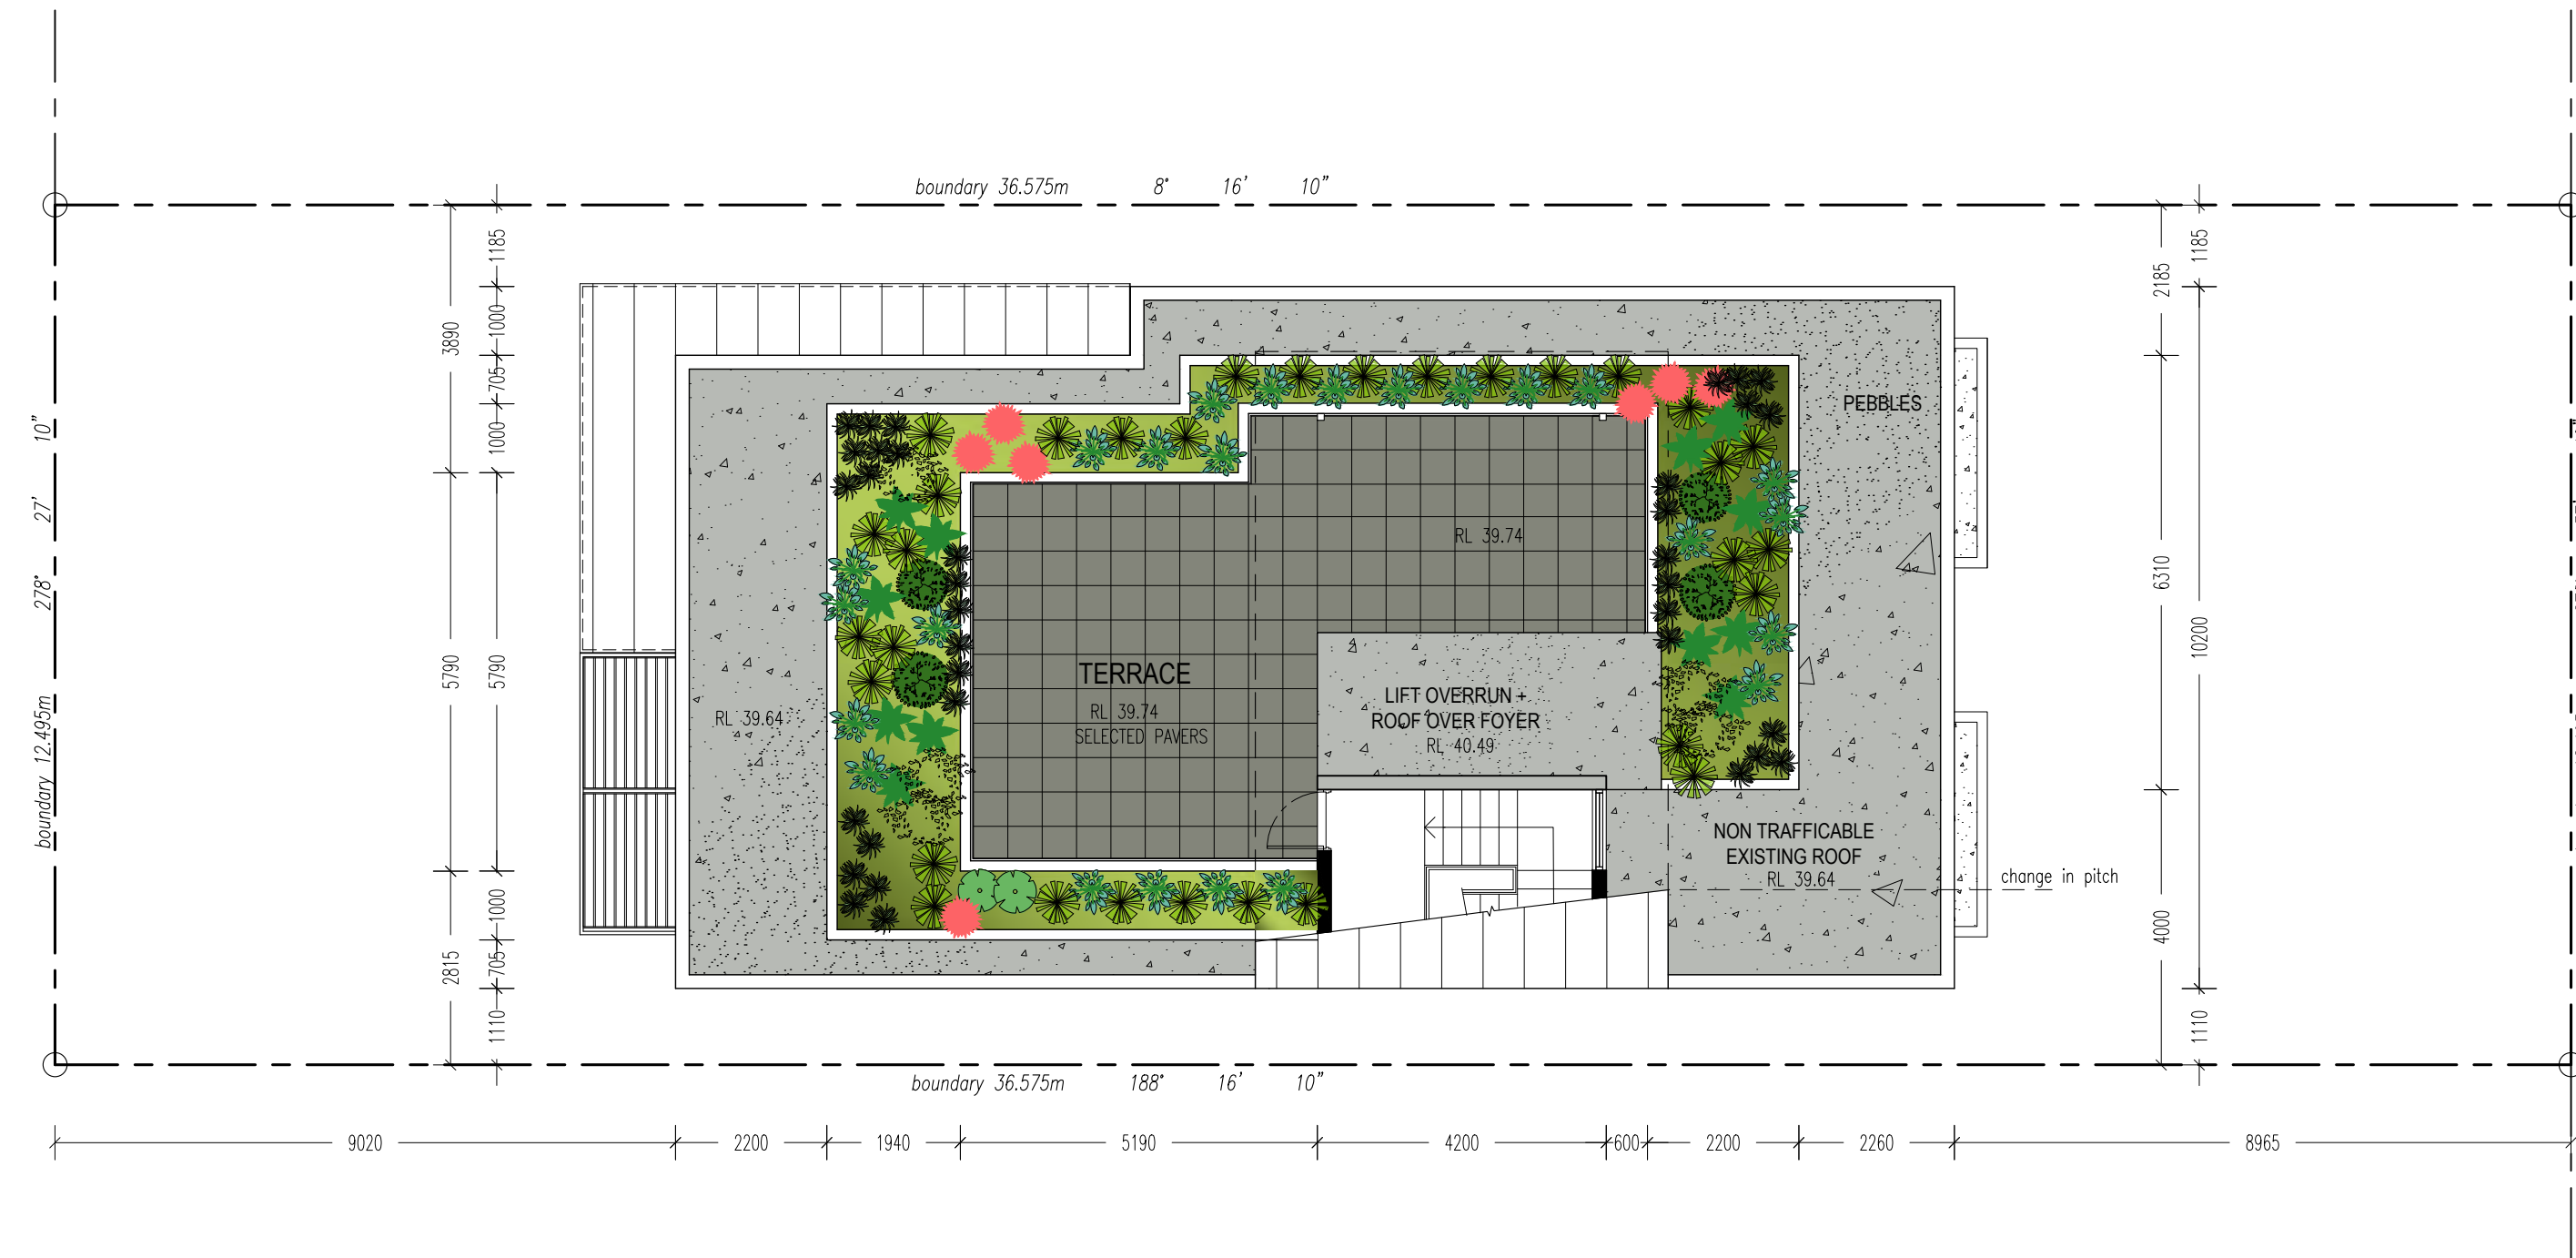 boundary 36.575m 8° 16' 10"
1185
1000
705
1000
5790
1000
705
1110
3890
5790
2815
boundary 12.495m 278° 27' 10"
2185
6310
4000
1185
10200
1110
PEBBLES
RL 39.74
TERRACE
RL 39.74
SELECTED PAVERS
RL 39.64
LIFT OVERRUN +
ROOF OVER FOYER
RL 40.49
NON TRAFFICABLE
EXISTING ROOF
RL 39.64
change in pitch
boundary 36.575m 188° 16' 10"
9020 2200 1940 5190 4200 600 2200 2260 8965